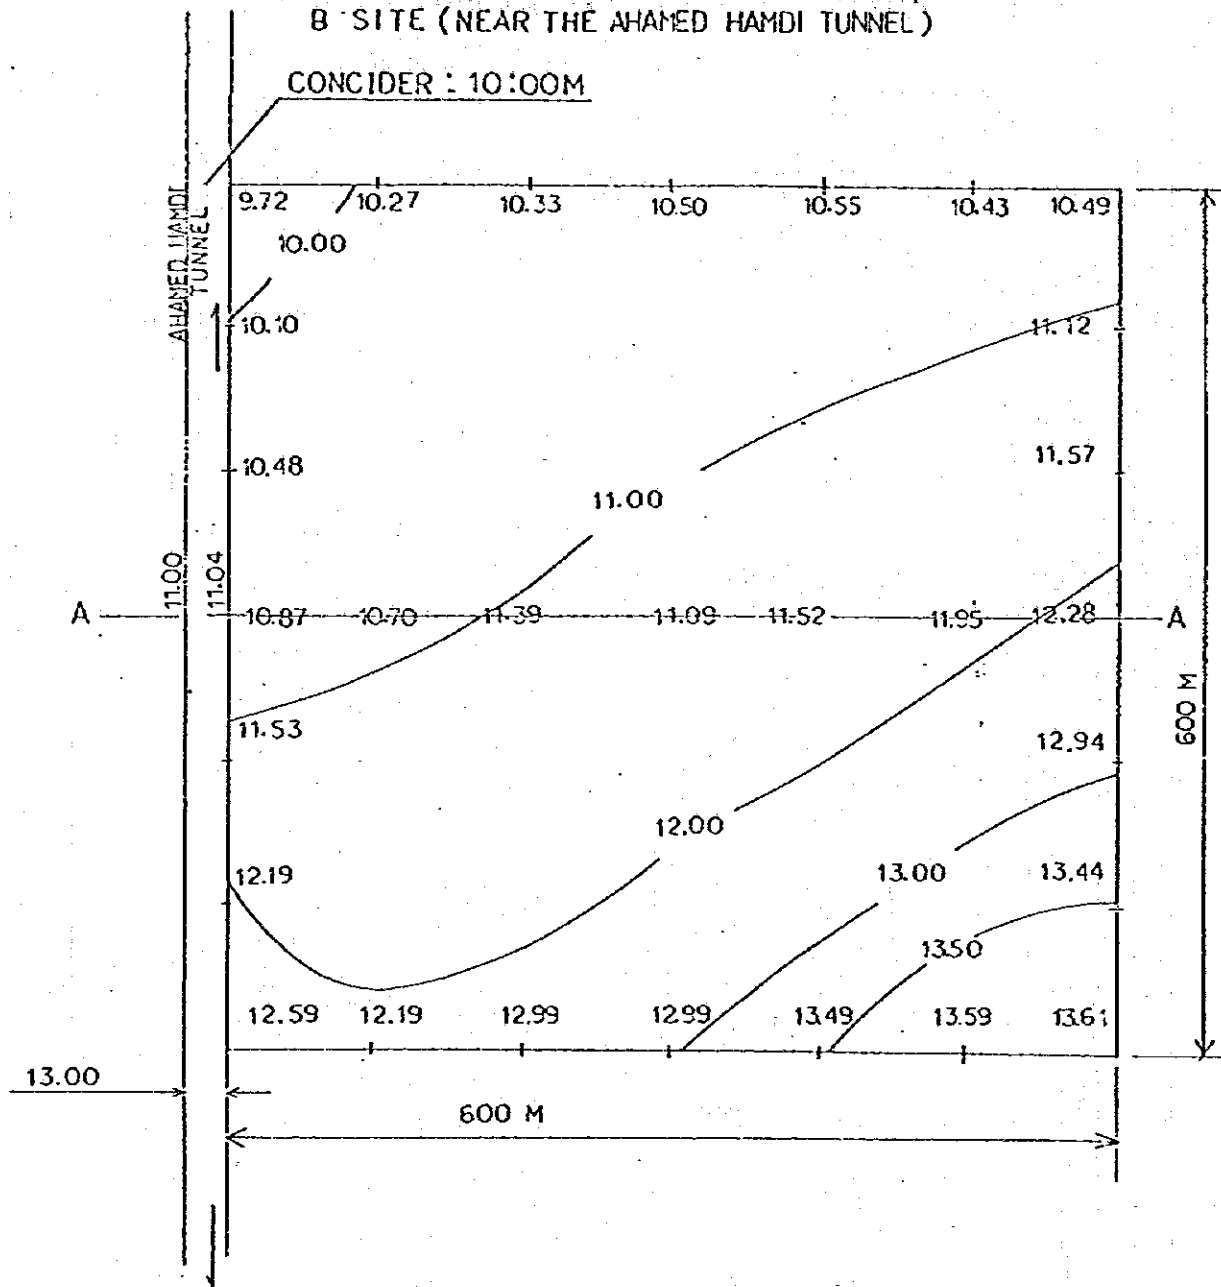 B SITE (NEAR THE AHAMED HAMDI TUNNEL)
CONCIDER : 10:00M
AHAMED HAMDI
TUNNEL
9.72 10.27 10.33 10.50 10.55 10.43 10.49
10.00
10.10 11.12
10.48 11.57
11.00
11.00 11.04
A 10.87 10.70 11.39 11.09 11.52 11.95 12.28 A
11.53 12.94
600 M
12.00
12.19 13.00 13.44
13.50
12.59 12.19 12.99 12.99 13.49 13.59 13.61
13.00
600 M